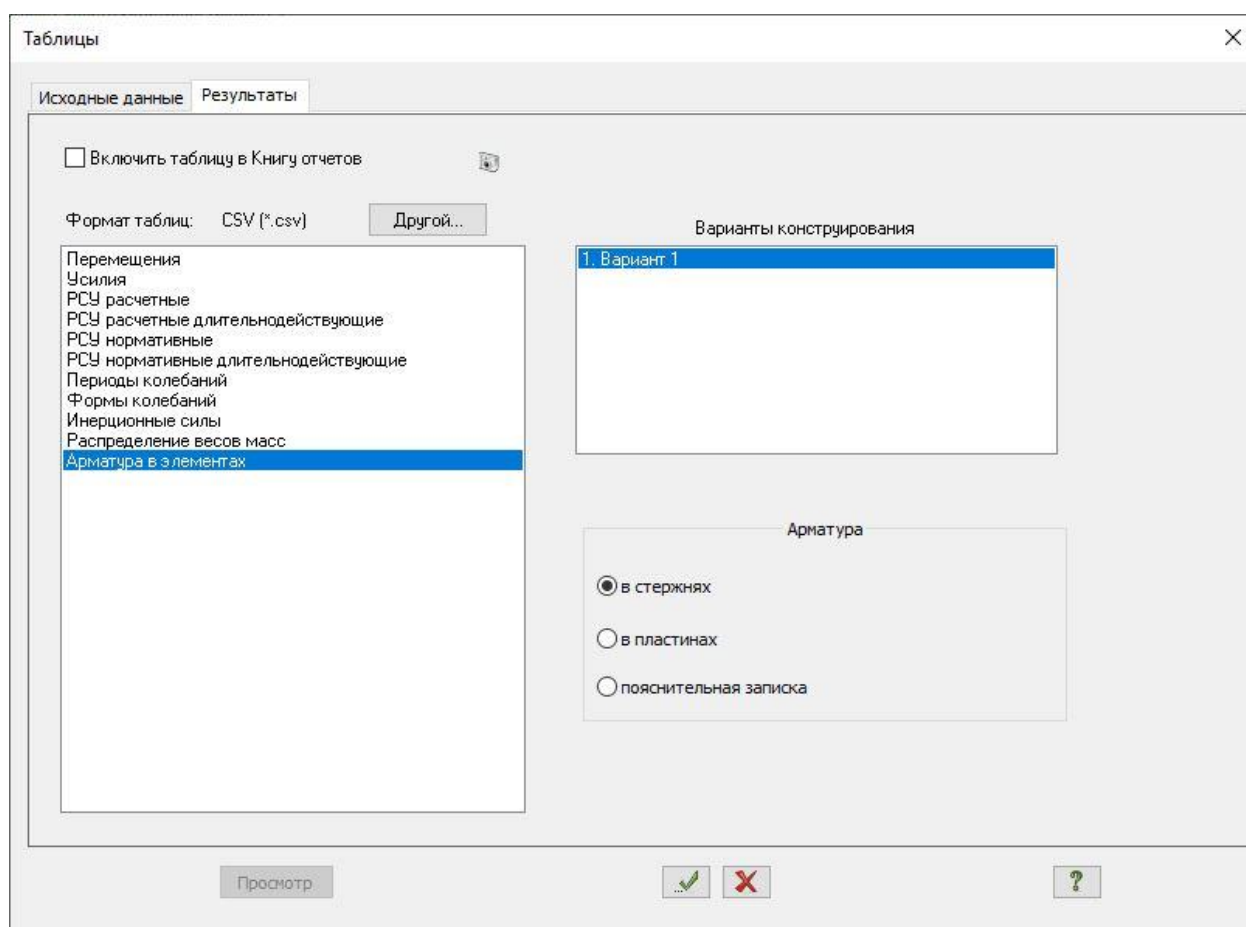 Таблицы
Исходные данные Результаты
Включить таблицу в Книгу отчетов
Формат таблиц: CSV (*.csv) Другой...
Варианты конструирования
Перемещения
Усилия
РСУ расчетные
РСУ расчетные длительнодействующие
РСУ нормативные
РСУ нормативные длительнодействующие
Периоды колебаний
Формы колебаний
Инерционные силы
Распределение весов масс
Арматура в элементах
1. Вариант 1
Арматура
в стержнях
в пластинах
пояснительная записка
Просмотр
?